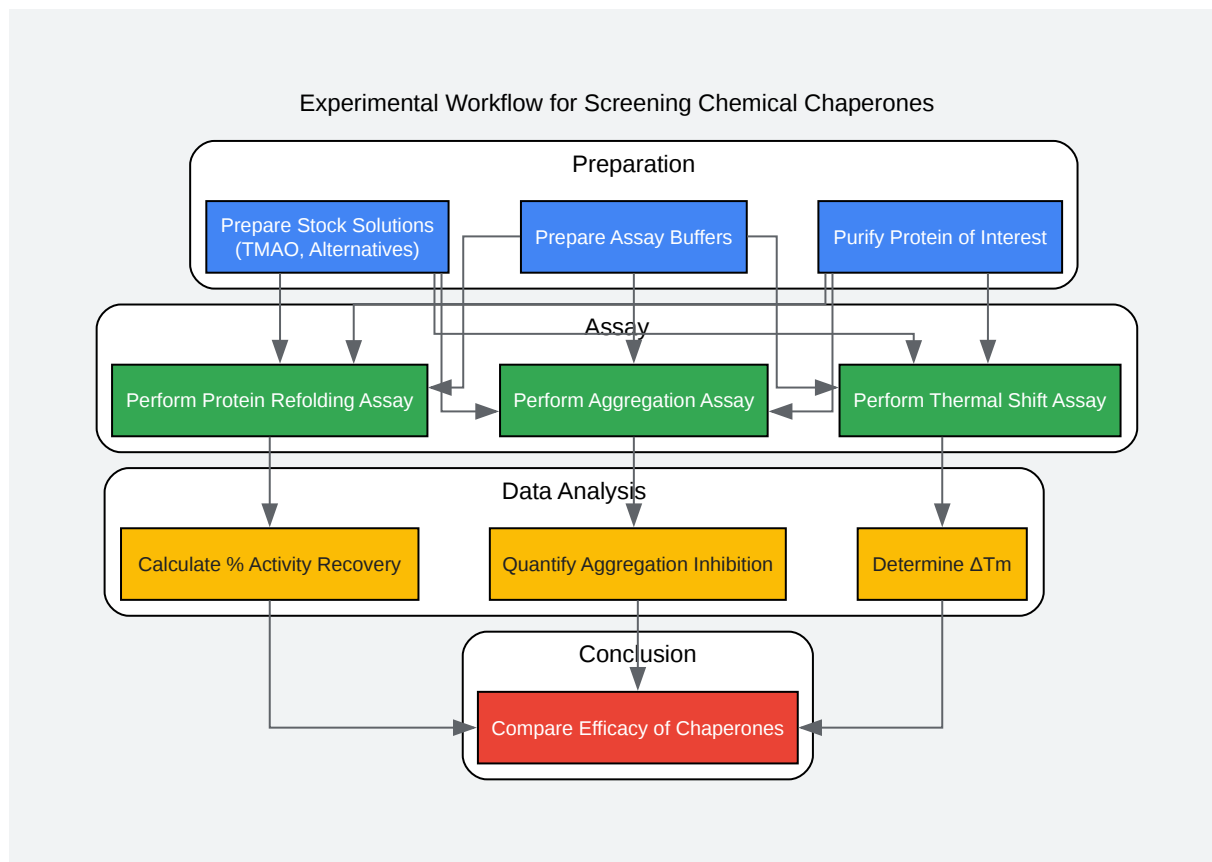 Experimental Workflow for Screening Chemical Chaperones
Preparation
Prepare Stock Solutions
(TMAO, Alternatives)
Prepare Assay Buffers
Purify Protein of Interest
Assay
Perform Protein Refolding Assay
Perform Aggregation Assay
Perform Thermal Shift Assay
Data Analysis
Calculate % Activity Recovery
Quantify Aggregation Inhibition
Determine ΔTm
Conclusion
Compare Efficacy of Chaperones